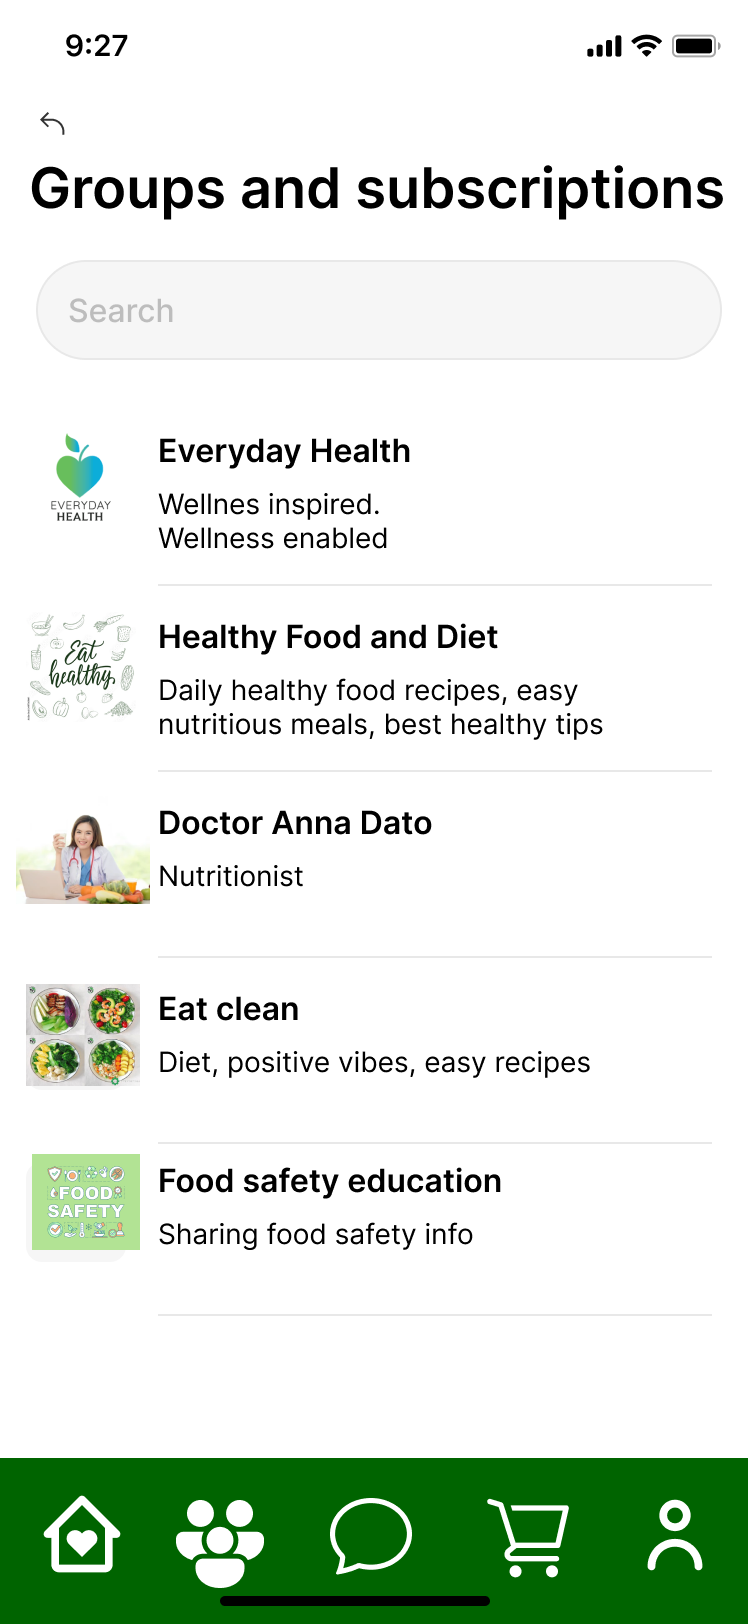 9:27
Groups and subscriptions
Search
EVERYDAY
HEALTH
Everyday Health
Wellnes inspired.
Wellness enabled
Eat
healthy
Healthy Food and Diet
Daily healthy food recipes, easy
nutritious meals, best healthy tips
Doctor Anna Dato
Nutritionist
Eat clean
Diet, positive vibes, easy recipes
FOOD
SAFETY
Food safety education
Sharing food safety info